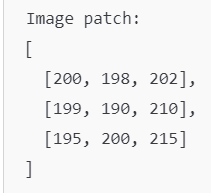 Image patch:
[
[200, 198, 202],
[199, 190, 210],
[195, 200, 215]
]